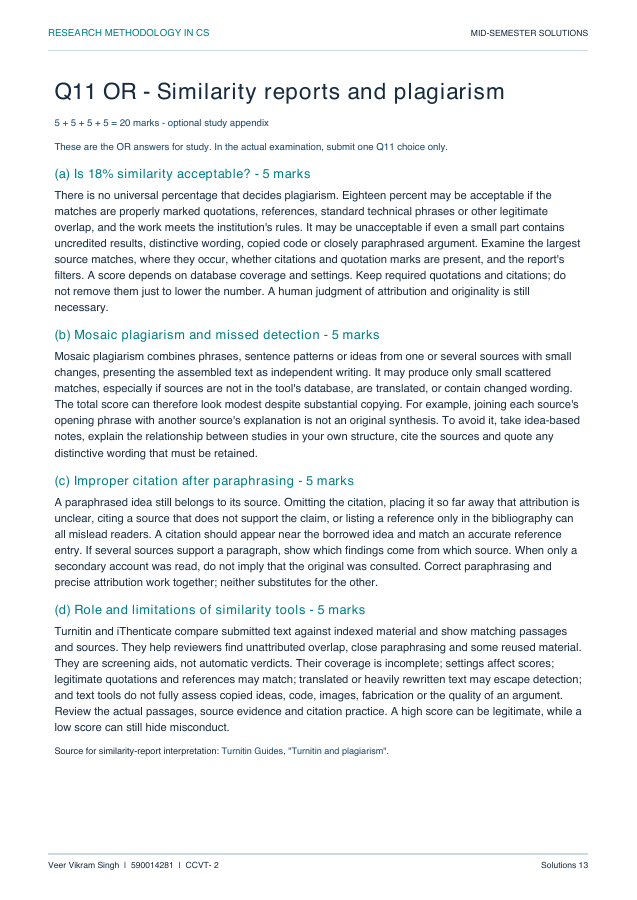 RESEARCH METHODOLOGY IN CS
MID-SEMESTER SOLUTIONS
Q11 OR - Similarity reports and plagiarism
5 + 5 + 5 + 5 = 20 marks - optional study appendix
These are the OR answers for study. In the actual examination, submit one Q11 choice only.
(a) Is 18% similarity acceptable? - 5 marks
There is no universal percentage that decides plagiarism. Eighteen percent may be acceptable if the
matches are properly marked quotations, references, standard technical phrases or other legitimate
overlap, and the work meets the institution's rules. It may be unacceptable if even a small part contains
uncredited results, distinctive wording, copied code or closely paraphrased argument. Examine the largest
source matches, where they occur, whether citations and quotation marks are present, and the report's
filters. A score depends on database coverage and settings. Keep required quotations and citations; do
not remove them just to lower the number. A human judgment of attribution and originality is still
necessary.
(b) Mosaic plagiarism and missed detection - 5 marks
Mosaic plagiarism combines phrases, sentence patterns or ideas from one or several sources with small
changes, presenting the assembled text as independent writing. It may produce only small scattered
matches, especially if sources are not in the tool's database, are translated, or contain changed wording.
The total score can therefore look modest despite substantial copying. For example, joining each source's
opening phrase with another source's explanation is not an original synthesis. To avoid it, take idea-based
notes, explain the relationship between studies in your own structure, cite the sources and quote any
distinctive wording that must be retained.
(c) Improper citation after paraphrasing - 5 marks
A paraphrased idea still belongs to its source. Omitting the citation, placing it so far away that attribution is
unclear, citing a source that does not support the claim, or listing a reference only in the bibliography can
all mislead readers. A citation should appear near the borrowed idea and match an accurate reference
entry. If several sources support a paragraph, show which findings come from which source. When only a
secondary account was read, do not imply that the original was consulted. Correct paraphrasing and
precise attribution work together; neither substitutes for the other.
(d) Role and limitations of similarity tools - 5 marks
Turnitin and iThenticate compare submitted text against indexed material and show matching passages
and sources. They help reviewers find unattributed overlap, close paraphrasing and some reused material.
They are screening aids, not automatic verdicts. Their coverage is incomplete; settings affect scores;
legitimate quotations and references may match; translated or heavily rewritten text may escape detection;
and text tools do not fully assess copied ideas, code, images, fabrication or the quality of an argument.
Review the actual passages, source evidence and citation practice. A high score can be legitimate, while a
low score can still hide misconduct.
Source for similarity-report interpretation: Turnitin Guides, "Turnitin and plagiarism".
Veer Vikram Singh | 590014281 | CCVT- 2
Solutions 13